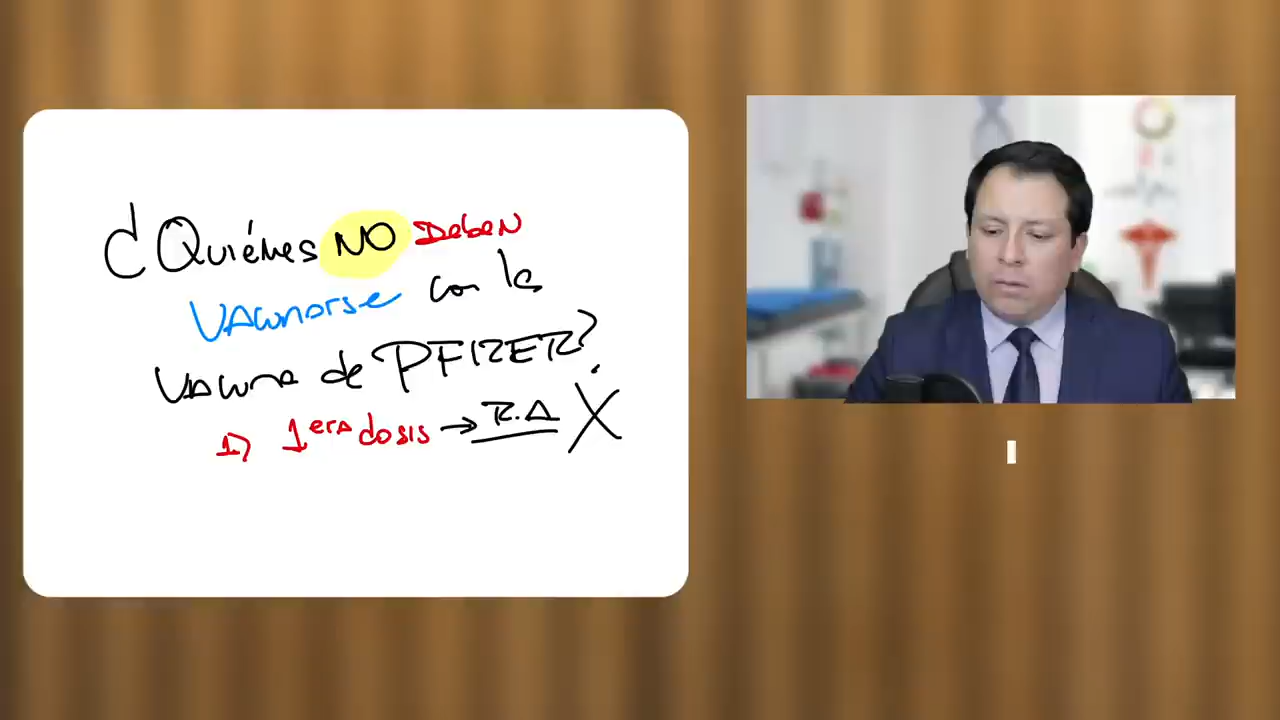 ¿Quiénes NO Deben
Vacunarse con la
Vacuna de PFIZER?
1) 1era dosis → R.A X